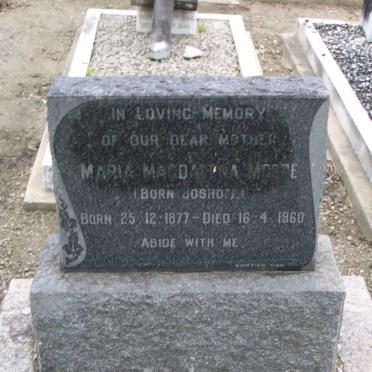 IN LOVING MEMORY
OF OUR DEAR MOTHER
MARIA MAGDALENA MOORE
(BORN BOSHOFF)
BORN 25.12.1877 – DIED 16.4.1960
ABIDE WITH ME.